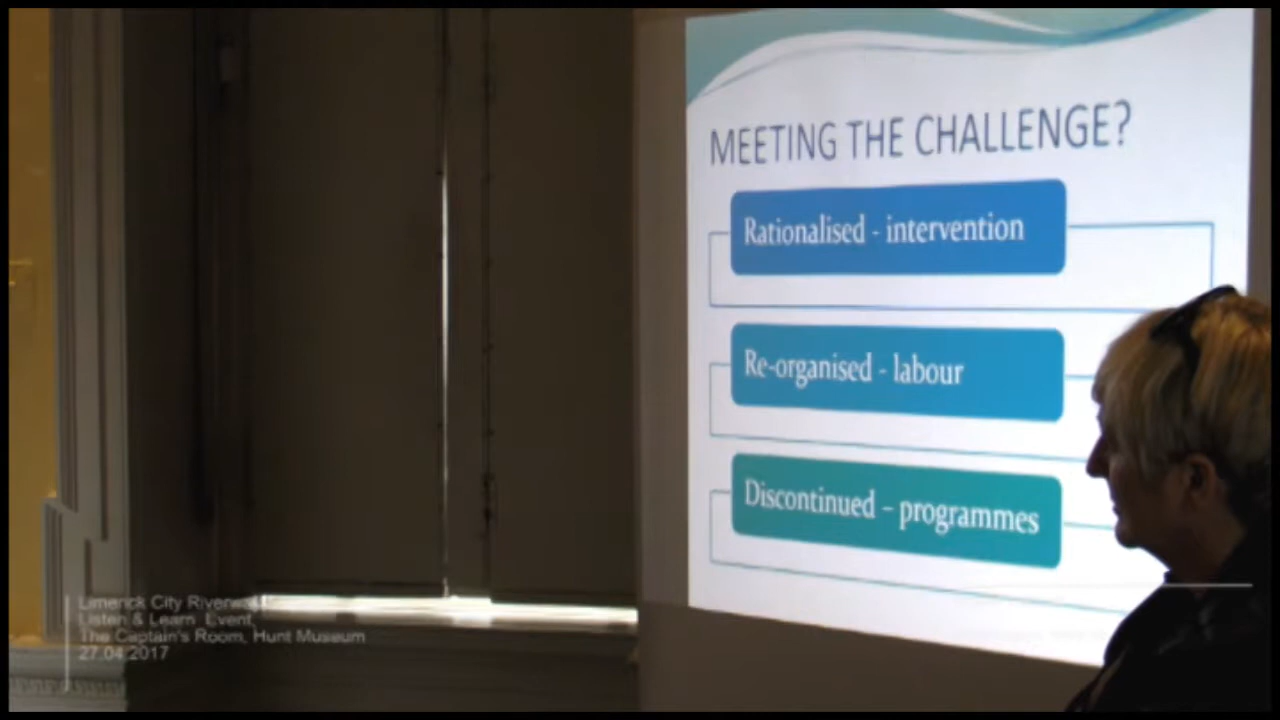 MEETING THE CHALLENGE?
Rationalised - intervention
Re-organised - labour
Discontinued - programmes
Limerick City
Listen & Learn Event
The Captain's Room, Hunt Museum
27.04.2017